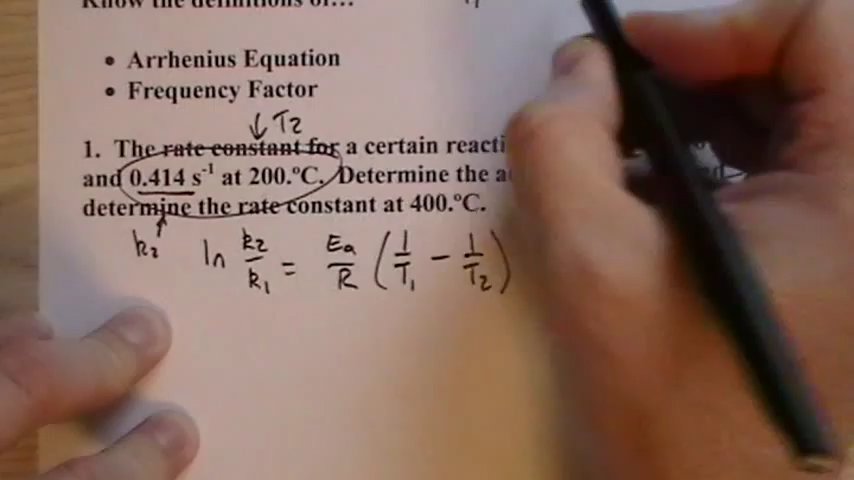 Know the definitions of...
• Arrhenius Equation
• Frequency Factor
↓ T2
1. The rate constant for a certain reacti
and 0.414 s⁻¹ at 200.ºC. Determine the a
determine the rate constant at 400.ºC.
k₂ ln k₂/k₁ = Ea/R (1/T₁ − 1/T₂)